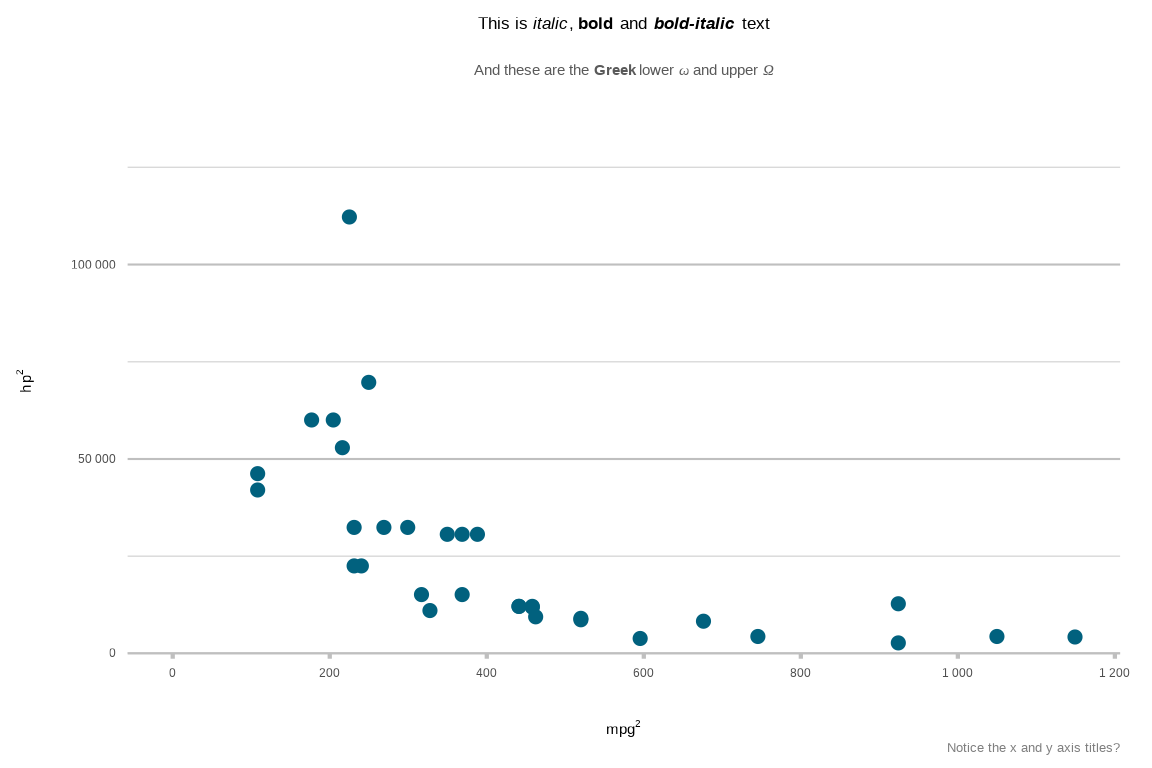 This is italic, bold and bold-italic text
And these are the Greek lower ω and upper Ω
100 000
hp²
50 000
0
0 200 400 600 800 1 000 1 200
mpg²
Notice the x and y axis titles?